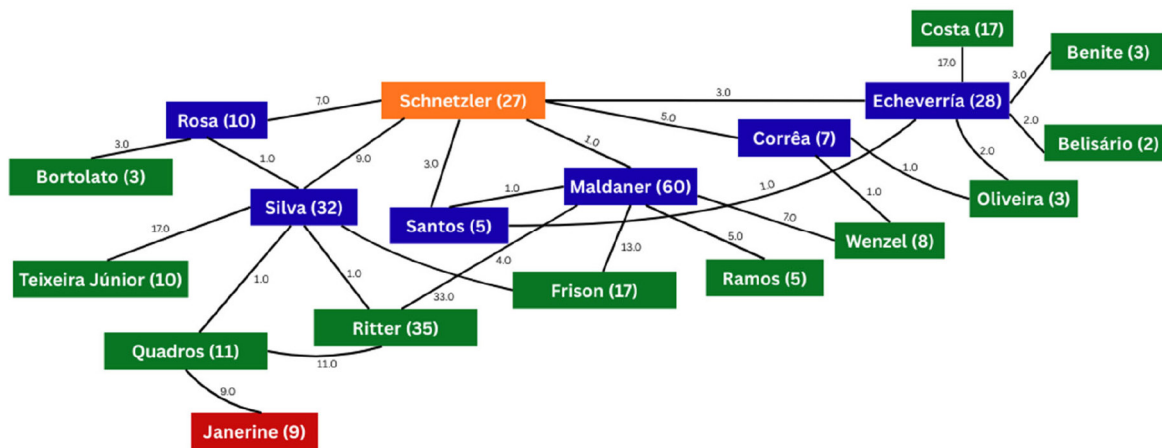 Costa (17)
Benite (3)
17.0
3.0
Schnetzler (27)
3.0
Echeverría (28)
7.0
Rosa (10)
5.0
2.0
Corrêa (7)
Belisário (2)
3.0
1.0
9.0
3.0
1.0
2.0
1.0
Bortolato (3)
Maldaner (60)
1.0
1.0
Oliveira (3)
Silva (32)
1.0
Santos (5)
7.0
Wenzel (8)
17.0
4.0
13.0
5.0
Teixeira Júnior (10)
1.0
1.0
33.0
Frison (17)
Ramos (5)
Ritter (35)
Quadros (11)
11.0
9.0
Janerine (9)